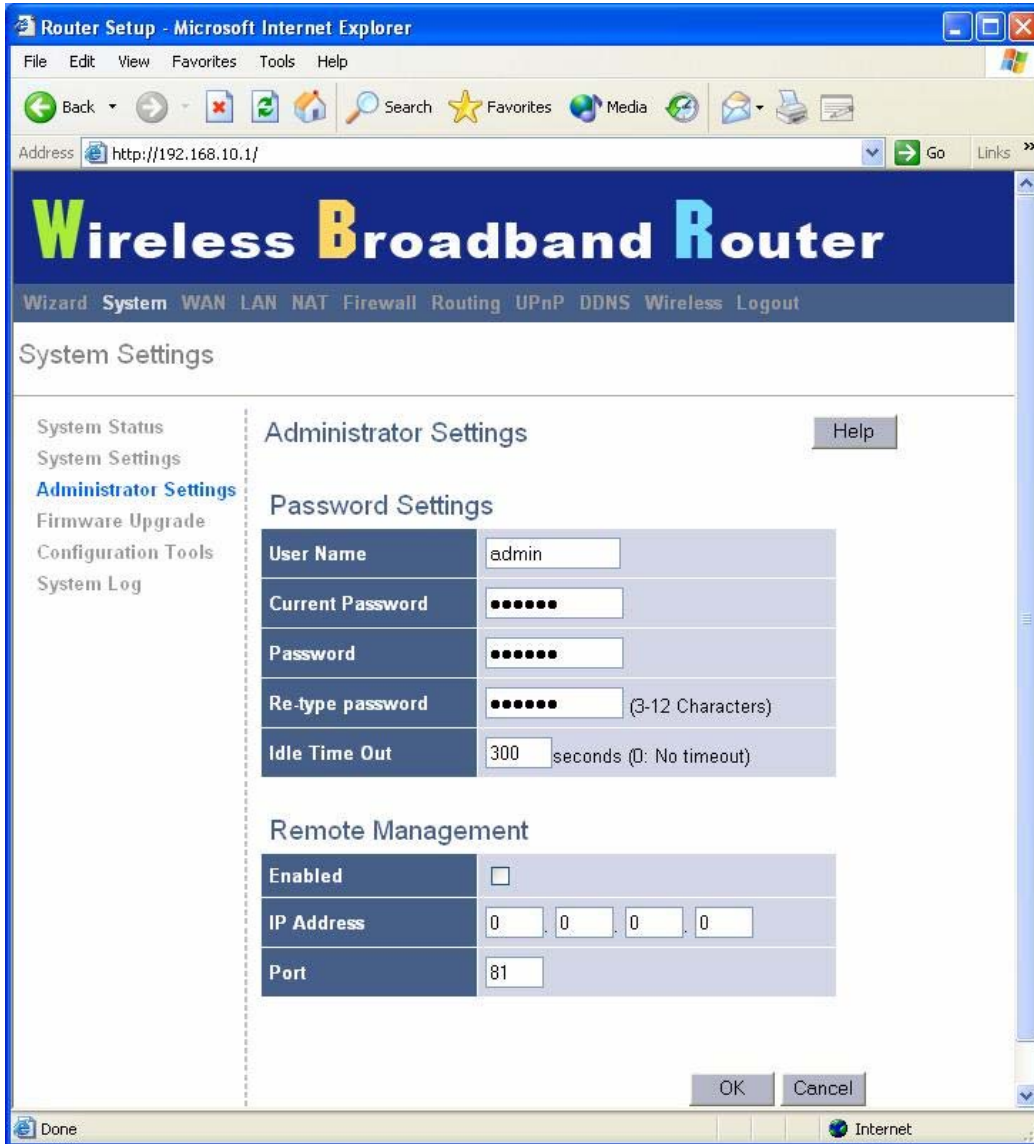 Router Setup - Microsoft Internet Explorer
File Edit View Favorites Tools Help
Back Search Favorites Media
Address http://192.168.10.1/ Go Links »
Wireless Broadband Router
Wizard System WAN LAN NAT Firewall Routing UPnP DDNS Wireless Logout
System Settings
System Status
System Settings
Administrator Settings
Firmware Upgrade
Configuration Tools
System Log
Administrator Settings Help
Password Settings
User Name admin
Current Password ••••••
Password ••••••
Re-type password •••••• (3-12 Characters)
Idle Time Out 300 seconds (0: No timeout)
Remote Management
Enabled
IP Address 0 . 0 . 0 . 0
Port 81
OK Cancel
Done Internet